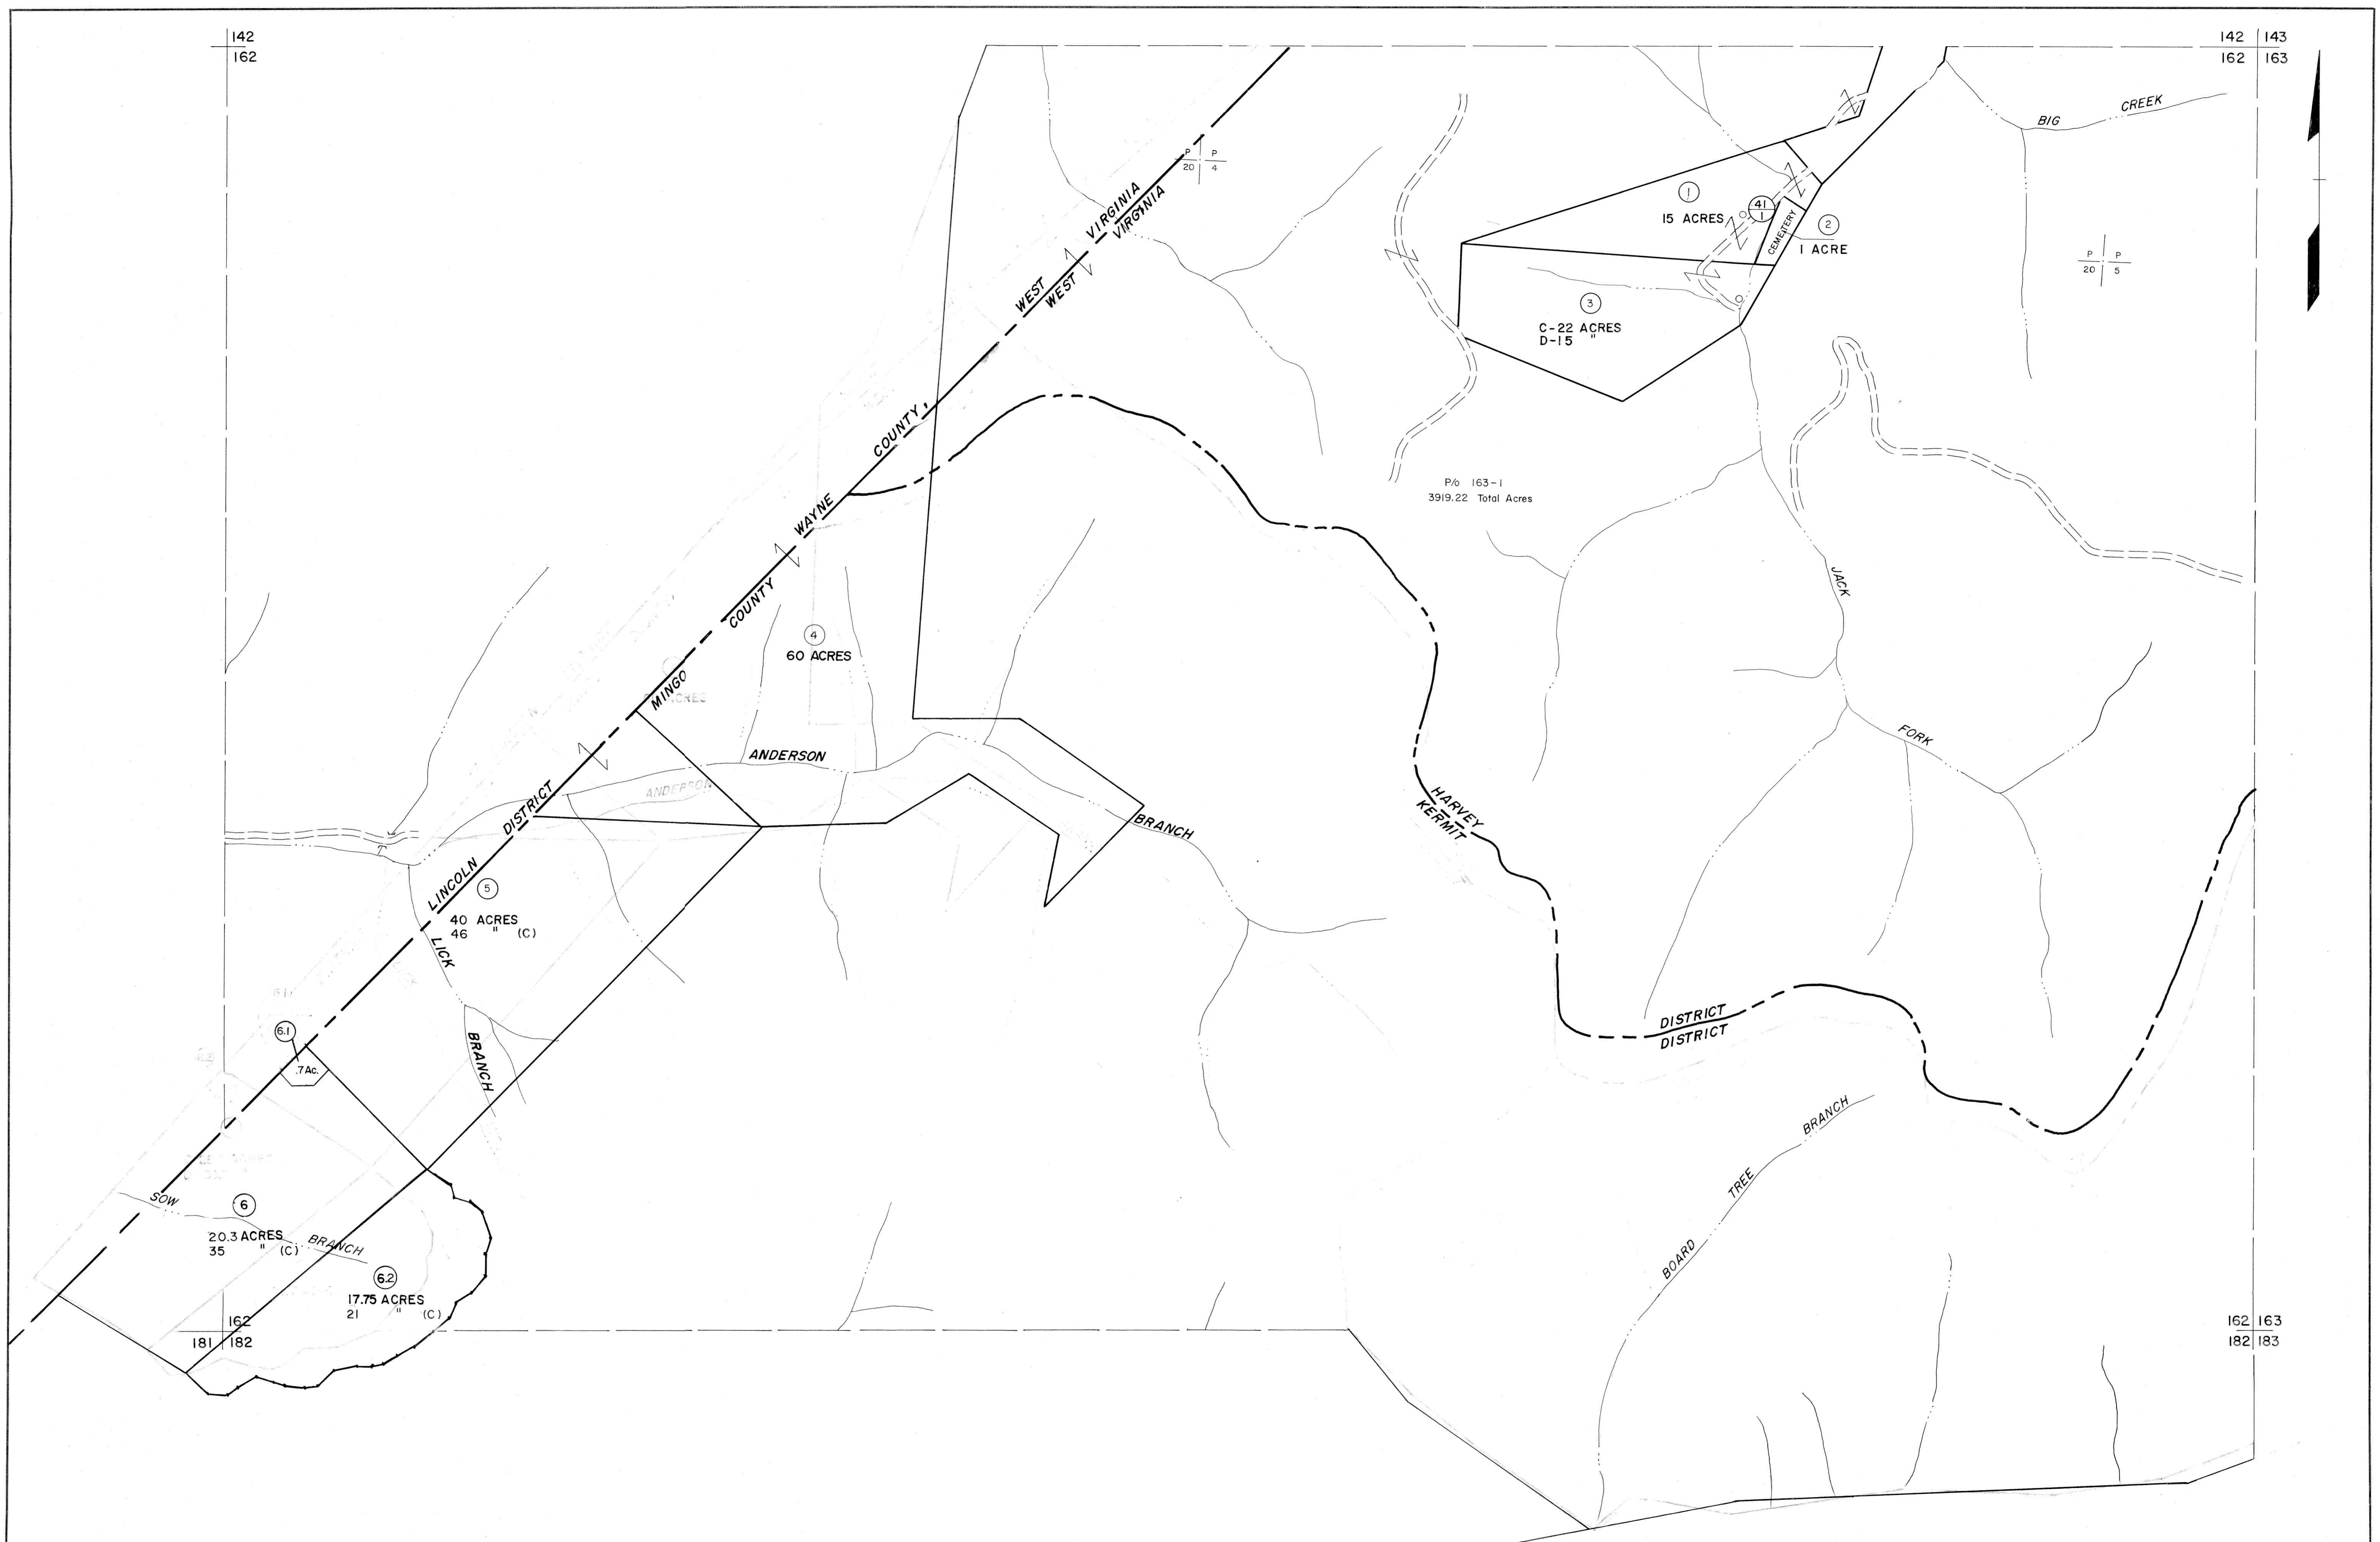 142
162
142 143
162 163
BIG CREEK
P P
20 4
WEST VIRGINIA
WEST VIRGINIA
1
15 ACRES
41
1
CEMETERY
2
1 ACRE
P P
20 5
3
C-22 ACRES
D-15 "
WAYNE COUNTY,
MINGO COUNTY
P/o 163-1
3919.22 Total Acres
JACK FORK
4
60 ACRES
ACRES
ANDERSON BRANCH
ANDERSON
HARVEY DISTRICT
KERMIT DISTRICT
LINCOLN DISTRICT
5
40 ACRES
46 " (C)
LICK BRANCH
6.1
.7 Ac.
SOW BRANCH
6
20.3 ACRES
35 " (C)
6.2
17.75 ACRES
21 " (C)
BOARD TREE BRANCH
162
181 182
162 163
182 183